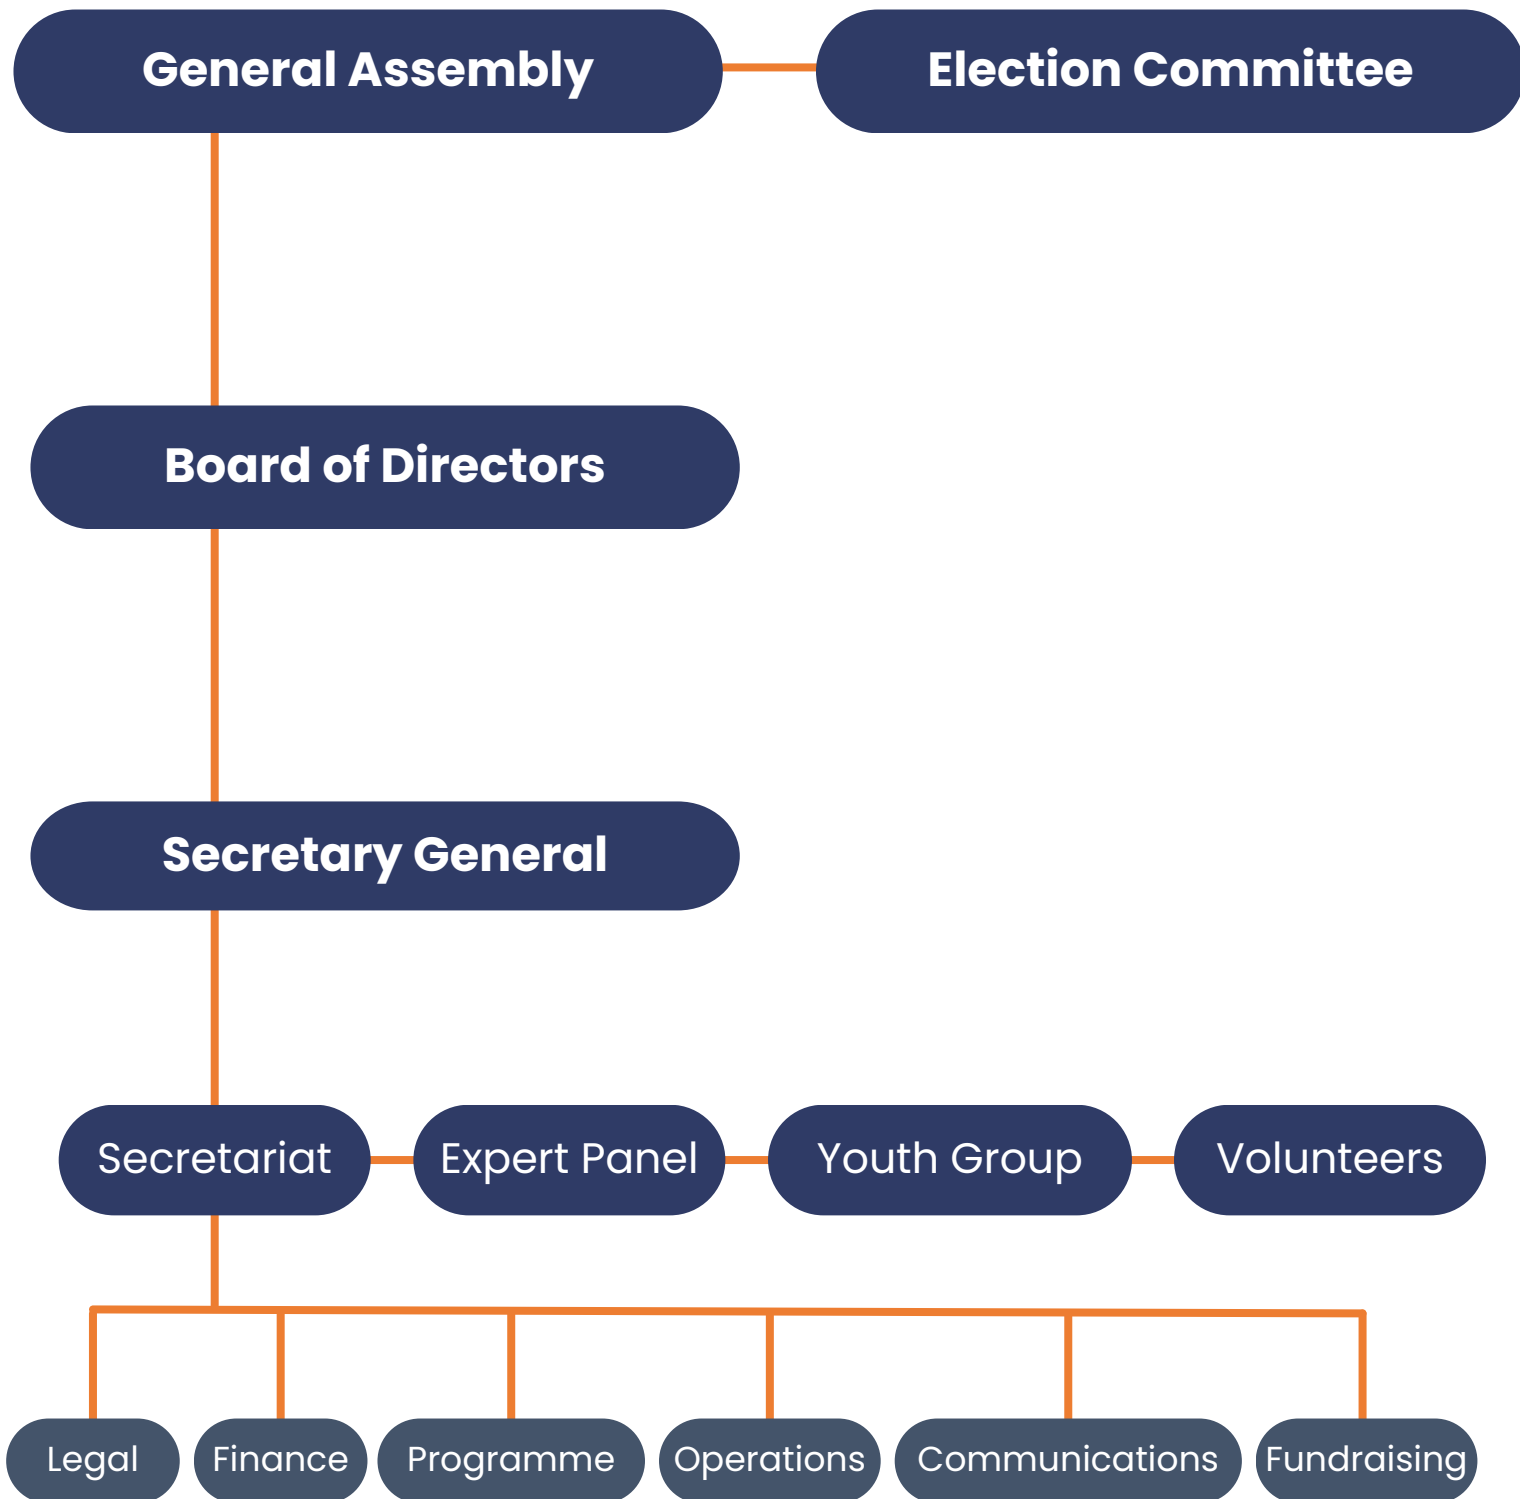 General Assembly
Election Committee
Board of Directors
Secretary General
Secretariat
Expert Panel
Youth Group
Volunteers
Legal
Finance
Programme
Operations
Communications
Fundraising